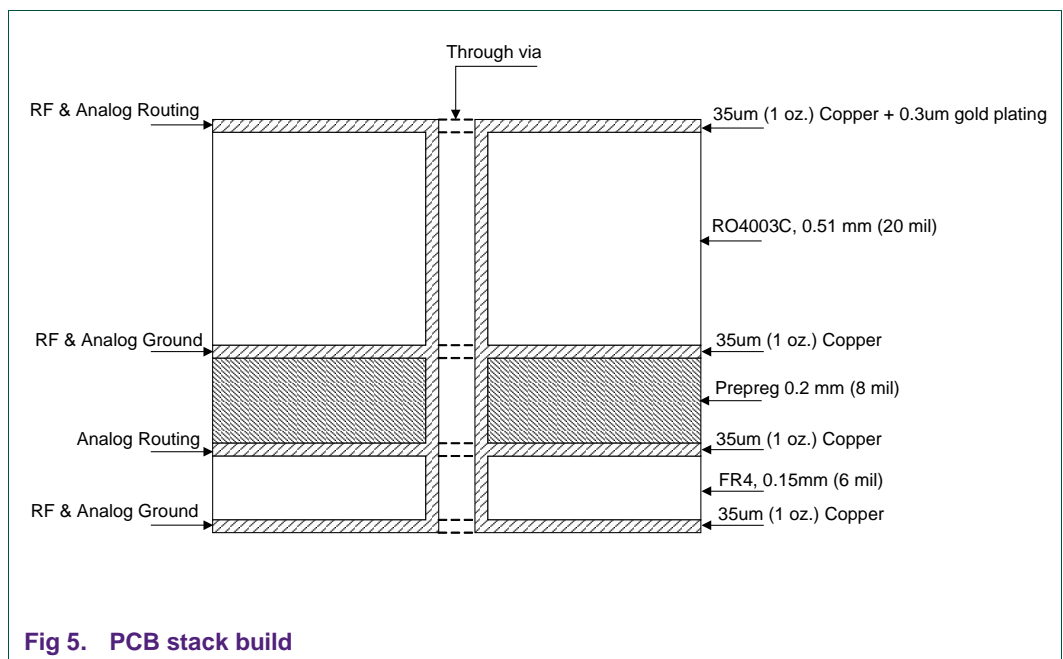 Through via
RF & Analog Routing
35um (1 oz.) Copper + 0.3um gold plating
RO4003C, 0.51 mm (20 mil)
RF & Analog Ground
35um (1 oz.) Copper
Prepreg 0.2 mm (8 mil)
Analog Routing
35um (1 oz.) Copper
FR4, 0.15mm (6 mil)
RF & Analog Ground
35um (1 oz.) Copper
Fig 5. PCB stack build